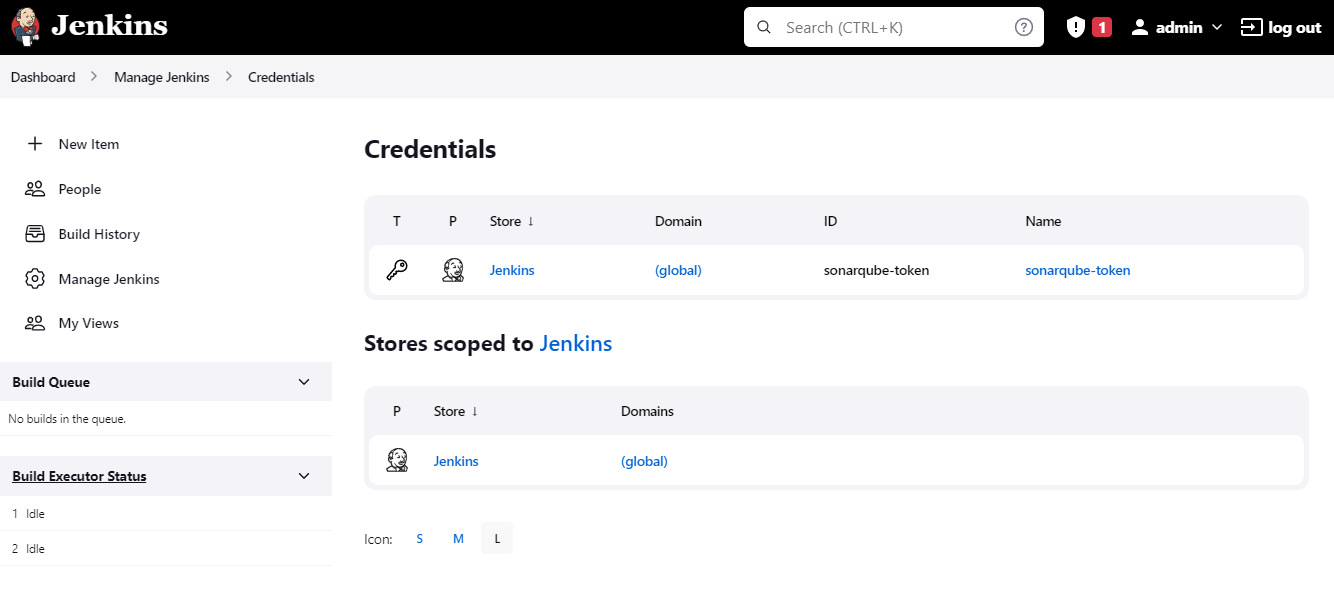 Jenkins
Search (CTRL+K)
?
! 1
admin
log out
Dashboard > Manage Jenkins > Credentials
New Item
People
Build History
Manage Jenkins
My Views
Build Queue
No builds in the queue.
Build Executor Status
1 Idle
2 Idle
Credentials
T P Store ↓ Domain ID Name
Jenkins (global) sonarqube-token sonarqube-token
Stores scoped to Jenkins
P Store ↓ Domains
Jenkins (global)
Icon: S M L